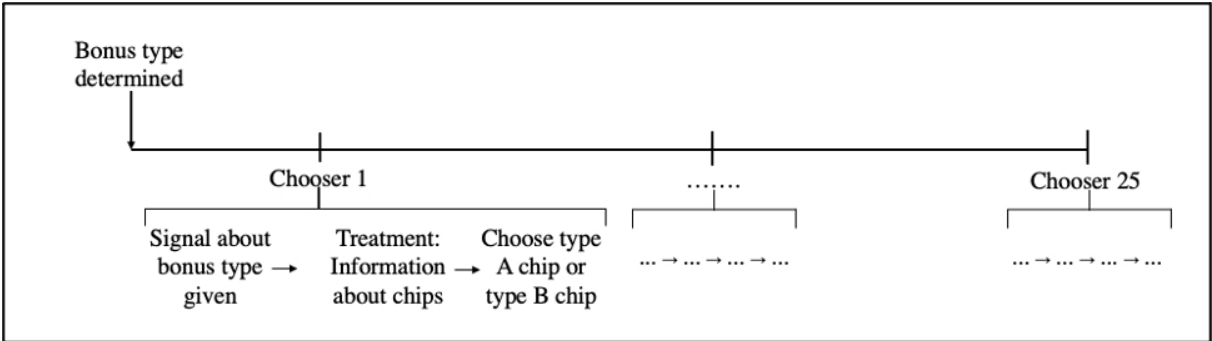 Bonus type
determined
Chooser 1
.......
Chooser 25
Signal about
bonus type →
given
Treatment:
Information →
about chips
Choose type
A chip or
type B chip
... → ... → ... → ...
... → ... → ... → ...